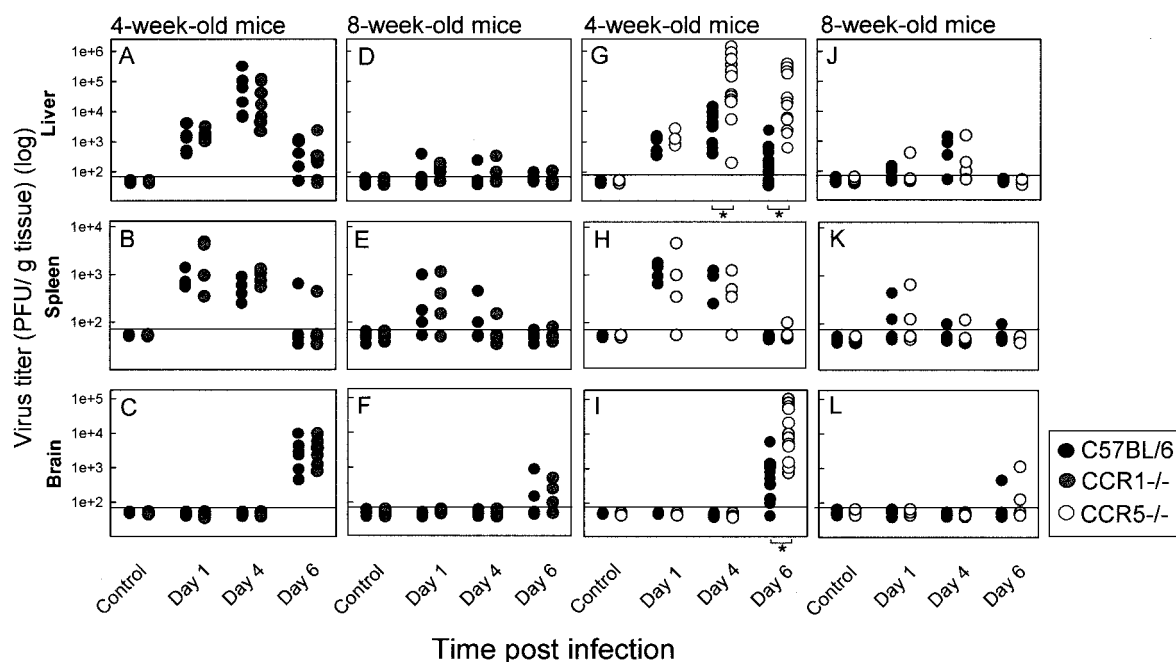 4-week-old mice 8-week-old mice 4-week-old mice 8-week-old mice
Virus titer (PFU/ g tissue) (log)
Liver
1e+6
1e+5
1e+4
1e+3
1e+2
A D G J
* *
Spleen
1e+4
1e+3
1e+2
B E H K
Brain
1e+5
1e+4
1e+3
1e+2
C F I L
*
C57BL/6
CCR1-/-
CCR5-/-
Control Day 1 Day 4 Day 6 Control Day 1 Day 4 Day 6 Control Day 1 Day 4 Day 6 Control Day 1 Day 4 Day 6
Time post infection